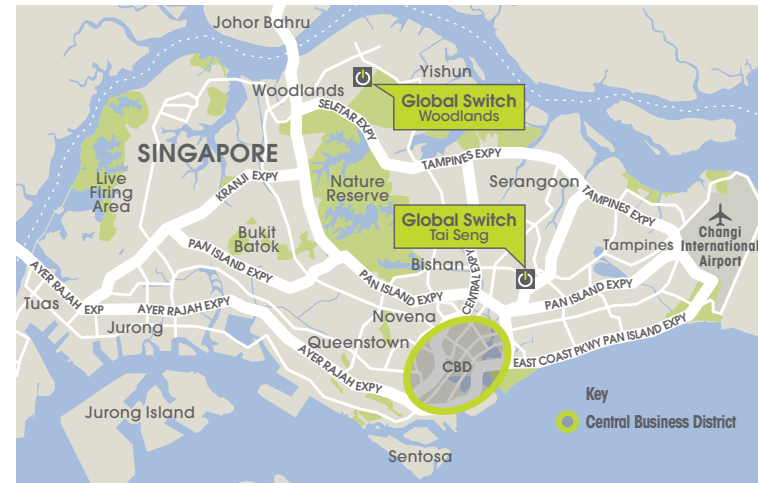 Johor Bahru
Yishun
Woodlands
Global Switch
Woodlands
SELETAR EXPY
SINGAPORE
TAMPINES EXPY
Live
Firing
Area
KRANJI EXPY
Nature
Reserve
Serangoon
TAMPINES EXPY
Global Switch
Tai Seng
Changi
International
Airport
Bukit
Batok
Tampines
PAN ISLAND EXPY
Bishan
CENTRAL EXPY
AYER RAJAH EXP
PAN ISLAND EXPY
PAN ISLAND EXPY
Tuas
AYER RAJAH EXPY
Novena
Jurong
Queenstown
EAST COAST PKWY PAN ISLAND EXPY
AYER RAJAH EXPY
CBD
Key
Central Business District
Jurong Island
Sentosa